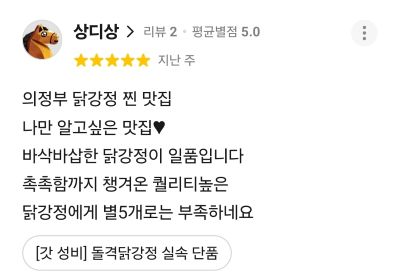 상디상 > 리뷰 2 · 평균별점 5.0
★★★★★ 지난 주
의정부 닭강정 찐 맛집
나만 알고싶은 맛집♥
바삭바삽한 닭강정이 일품입니다
촉촉함까지 챙겨온 퀄리티높은
닭강정에게 별5개로는 부족하네요
[갓 성비] 돌격닭강정 실속 단품